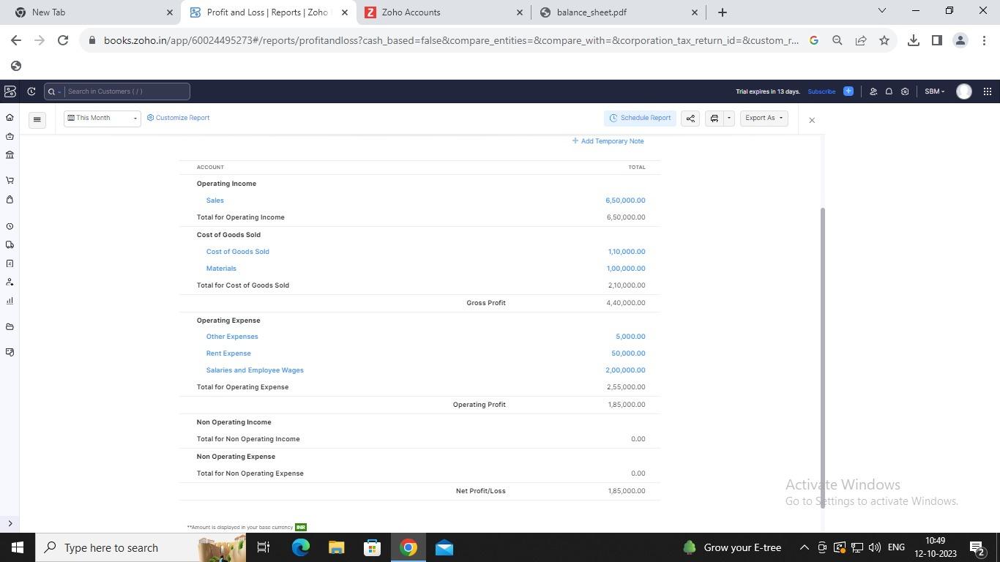 New Tab
Profit and Loss | Reports | Zoho
Zoho Accounts
balance_sheet.pdf
books.zoho.in/app/60024495273#/reports/profitandloss?cash_based=false&compare_entities=&compare_with=&corporation_tax_return_id=&custom_r...
Search in Customers ( / )
Trial expires in 13 days. Subscribe
SBM
This Month
Customize Report
Schedule Report
Export As
+ Add Temporary Note
ACCOUNT TOTAL
Operating Income
Sales 6,50,000.00
Total for Operating Income 6,50,000.00
Cost of Goods Sold
Cost of Goods Sold 1,10,000.00
Materials 1,00,000.00
Total for Cost of Goods Sold 2,10,000.00
Gross Profit 4,40,000.00
Operating Expense
Other Expenses 5,000.00
Rent Expense 50,000.00
Salaries and Employee Wages 2,00,000.00
Total for Operating Expense 2,55,000.00
Operating Profit 1,85,000.00
Non Operating Income
Total for Non Operating Income 0.00
Non Operating Expense
Total for Non Operating Expense 0.00
Net Profit/Loss 1,85,000.00
**Amount is displayed in your base currency INR
Activate Windows
Go to Settings to activate Windows.
Type here to search
Grow your E-tree
ENG
10:49
12-10-2023
2